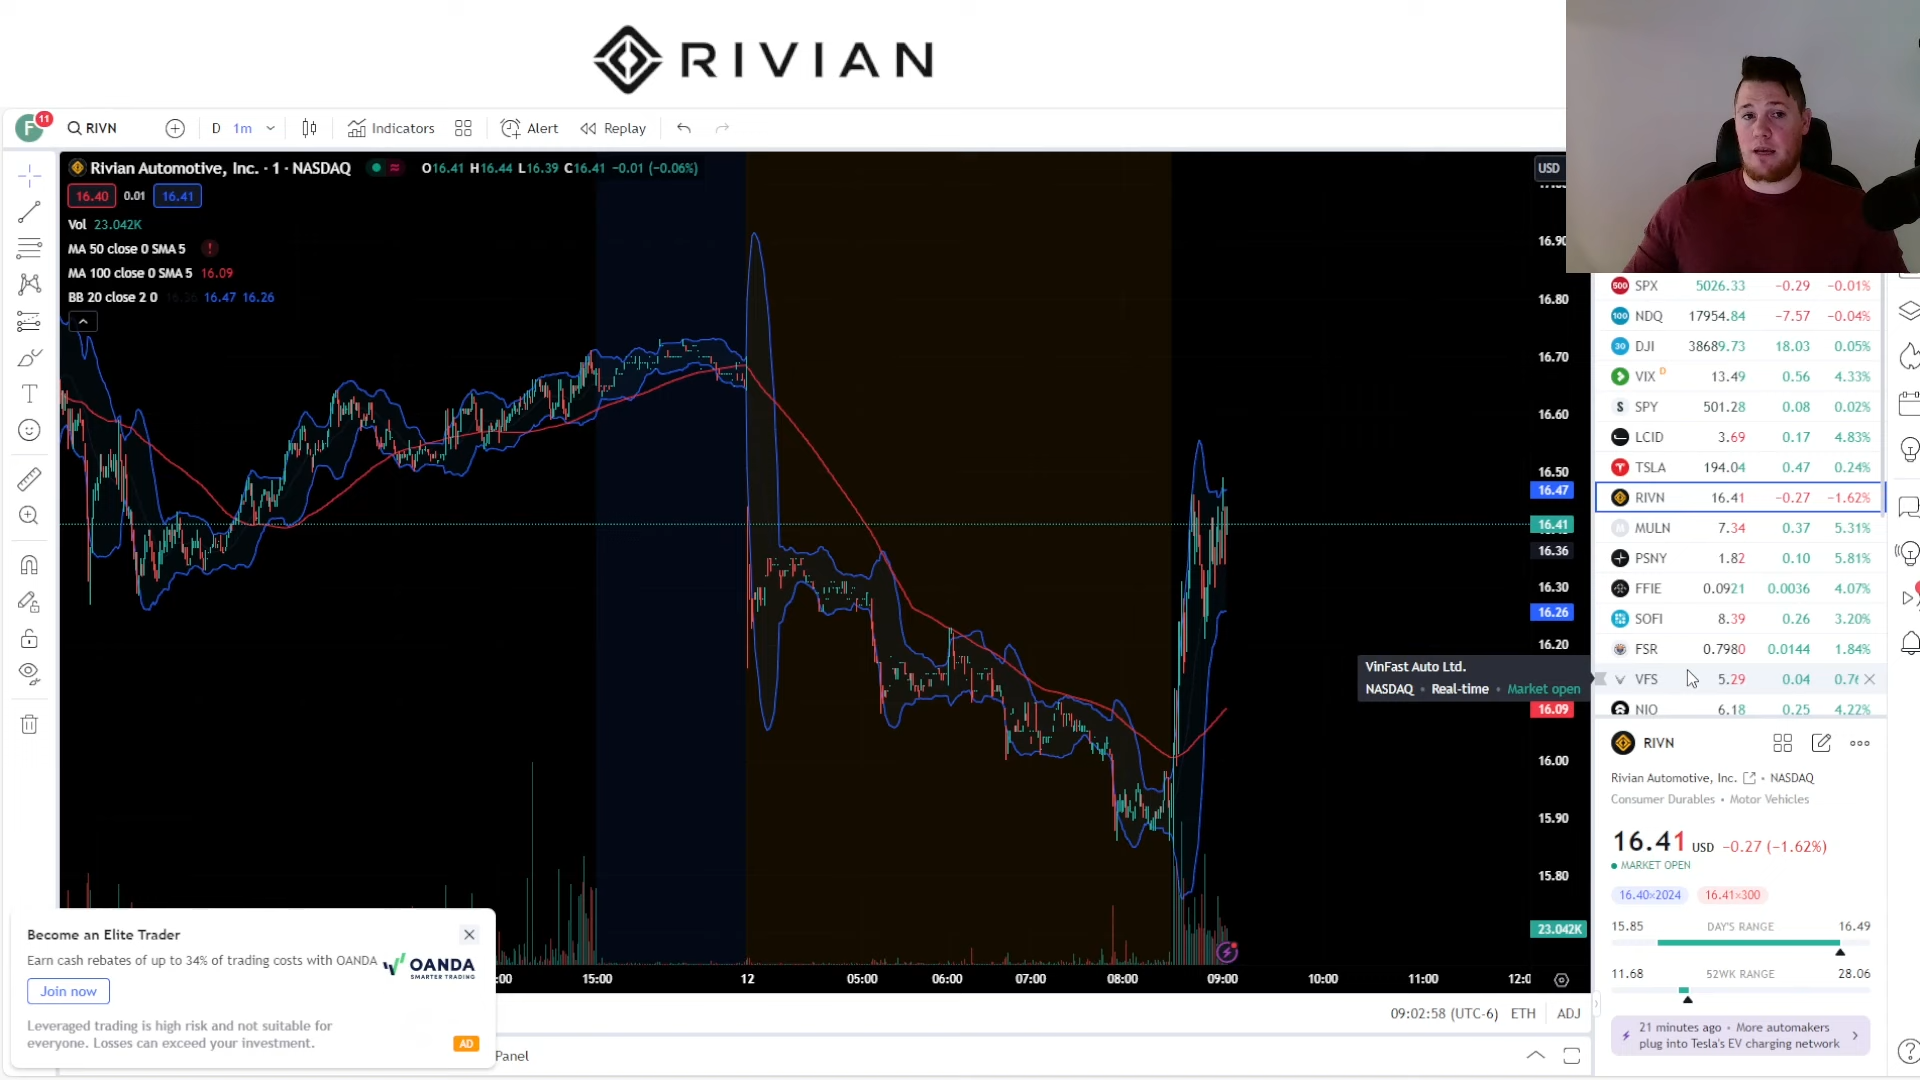 RIVIAN
F 11 RIVN D 1m Indicators Alert Replay
Rivian Automotive, Inc. · 1 · NASDAQ O16.41 H16.44 L16.39 C16.41 −0.01 (−0.06%)
16.40 0.01 16.41
Vol 23.042K
MA 50 close 0 SMA 5 !
MA 100 close 0 SMA 5 16.09
BB 20 close 2 0 16.36 16.47 16.26
USD
16.90
16.80
16.70
16.60
16.50
16.47
16.41
16.36
16.30
16.26
16.20
16.09
16.00
15.90
15.80
23.042K
VinFast Auto Ltd.
NASDAQ • Real-time • Market open
500 SPX 5026.33 −0.29 −0.01%
100 NDQ 17954.84 −7.57 −0.04%
30 DJI 38689.73 18.03 0.05%
VIX D 13.49 0.56 4.33%
S SPY 501.28 0.08 0.02%
LCID 3.69 0.17 4.83%
TSLA 194.04 0.47 0.24%
RIVN 16.41 −0.27 −1.62%
MULN 7.34 0.37 5.31%
PSNY 1.82 0.10 5.81%
FFIE 0.0921 0.0036 4.07%
SOFI 8.39 0.26 3.20%
FSR 0.7980 0.0144 1.84%
VFS 5.29 0.04
NIO 6.18 0.25 4.22%
RIVN
Rivian Automotive, Inc. • NASDAQ
Consumer Durables • Motor Vehicles
16.41 USD −0.27 (−1.62%)
MARKET OPEN
16.40×2024 16.41×300
15.85 DAY'S RANGE 16.49
11.68 52WK RANGE 28.06
21 minutes ago • More automakers
plug into Tesla's EV charging network
:00 15:00 12 05:00 06:00 07:00 08:00 09:00 10:00 11:00 12:0
09:02:58 (UTC-6) ETH ADJ
Panel
Become an Elite Trader
Earn cash rebates of up to 34% of trading costs with OANDA
OANDA
SMARTER TRADING
Join now
Leveraged trading is high risk and not suitable for
everyone. Losses can exceed your investment.
AD